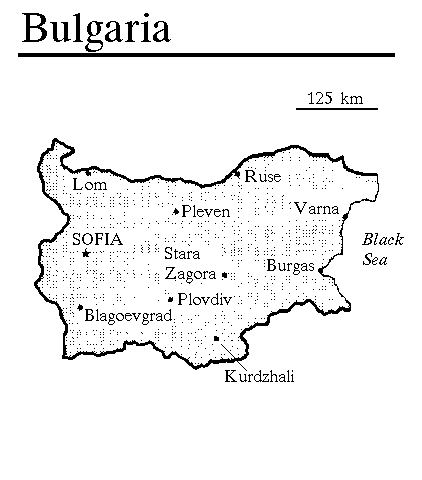 Bulgaria
125 km
Lom
Ruse
Pleven
Varna
SOFIA
Black
Sea
Stara
Zagora
Burgas
Plovdiv
Blagoevgrad
Kurdzhali